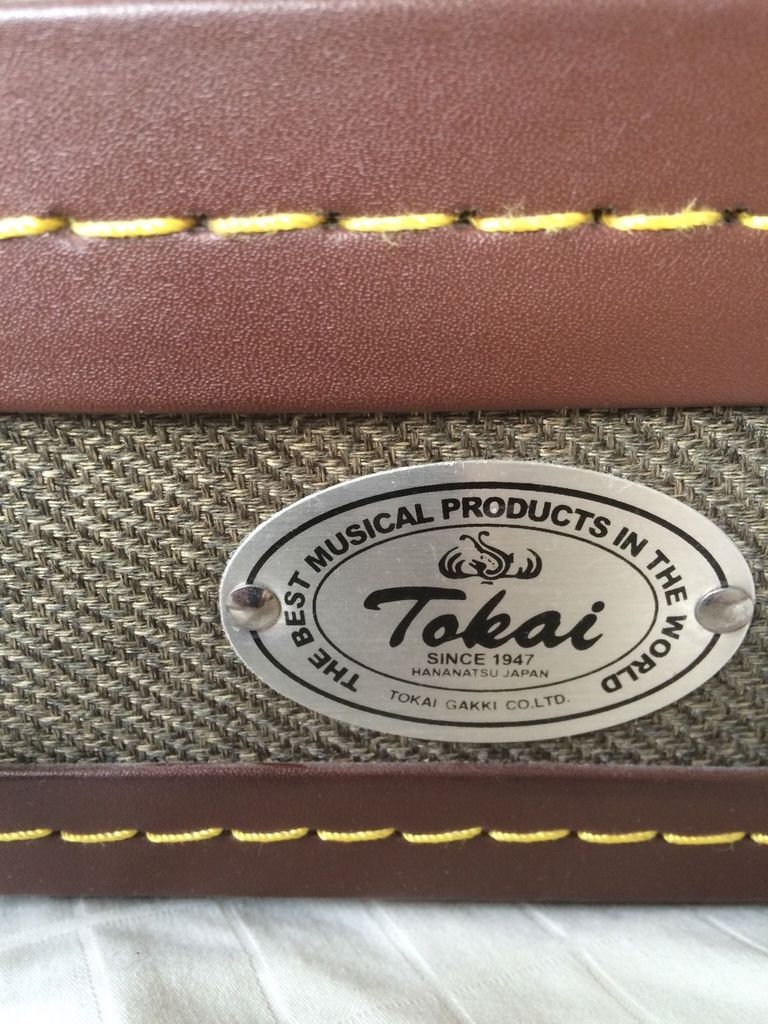 THE BEST MUSICAL PRODUCTS IN THE WORLD
Tokai
SINCE 1947
HANANATSU JAPAN
TOKAI GAKKI CO.LTD.